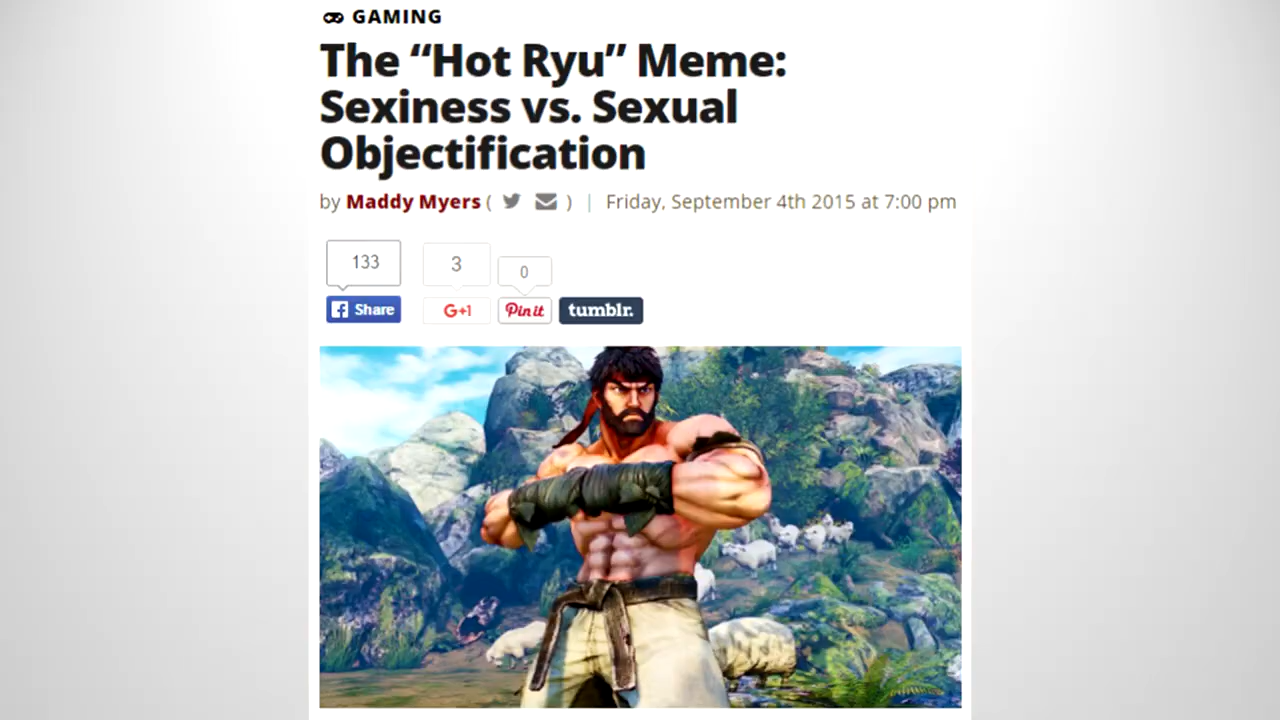 GAMING
The “Hot Ryu” Meme:
Sexiness vs. Sexual
Objectification
by Maddy Myers ( ) | Friday, September 4th 2015 at 7:00 pm
133 3 0
Share G+1 Pin it tumblr.